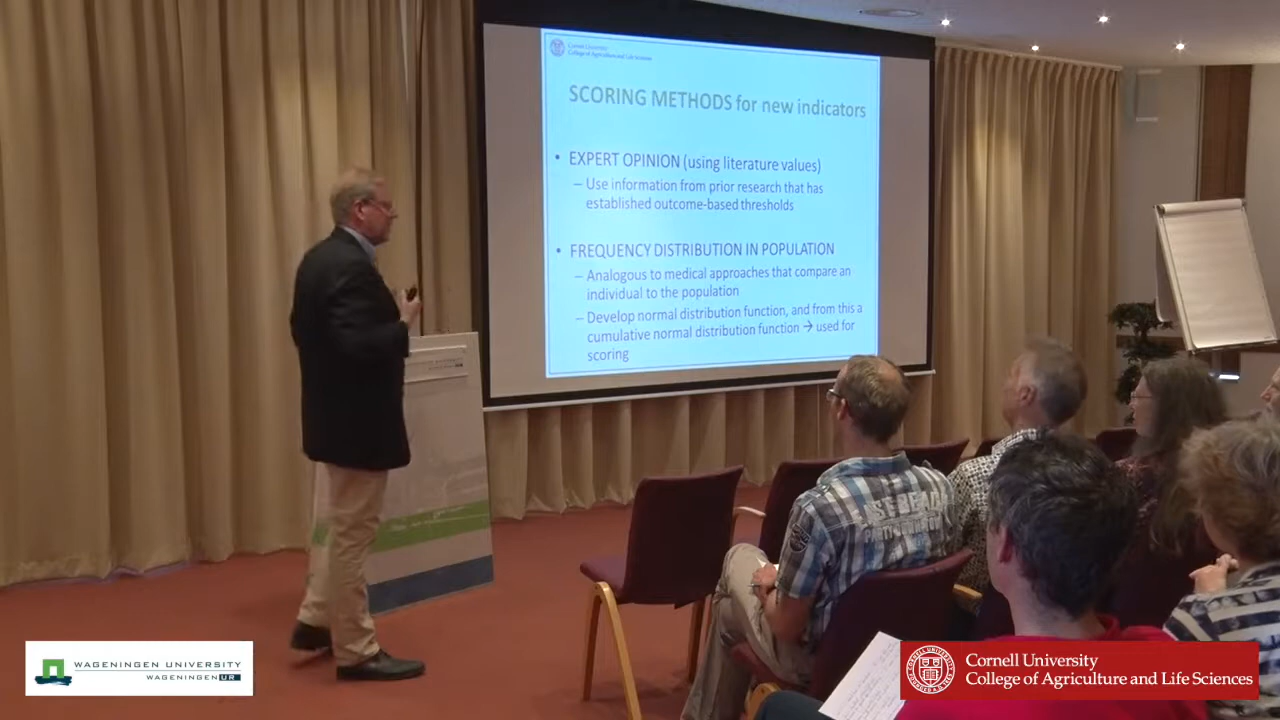 Cornell University
College of Agriculture and Life Sciences
SCORING METHODS for new indicators
• EXPERT OPINION (using literature values)
– Use information from prior research that has
established outcome-based thresholds
• FREQUENCY DISTRIBUTION IN POPULATION
– Analogous to medical approaches that compare an
individual to the population
– Develop normal distribution function, and from this a
cumulative normal distribution function → used for
scoring
WAGENINGEN UNIVERSITY
WAGENINGEN UR
Cornell University
College of Agriculture and Life Sciences